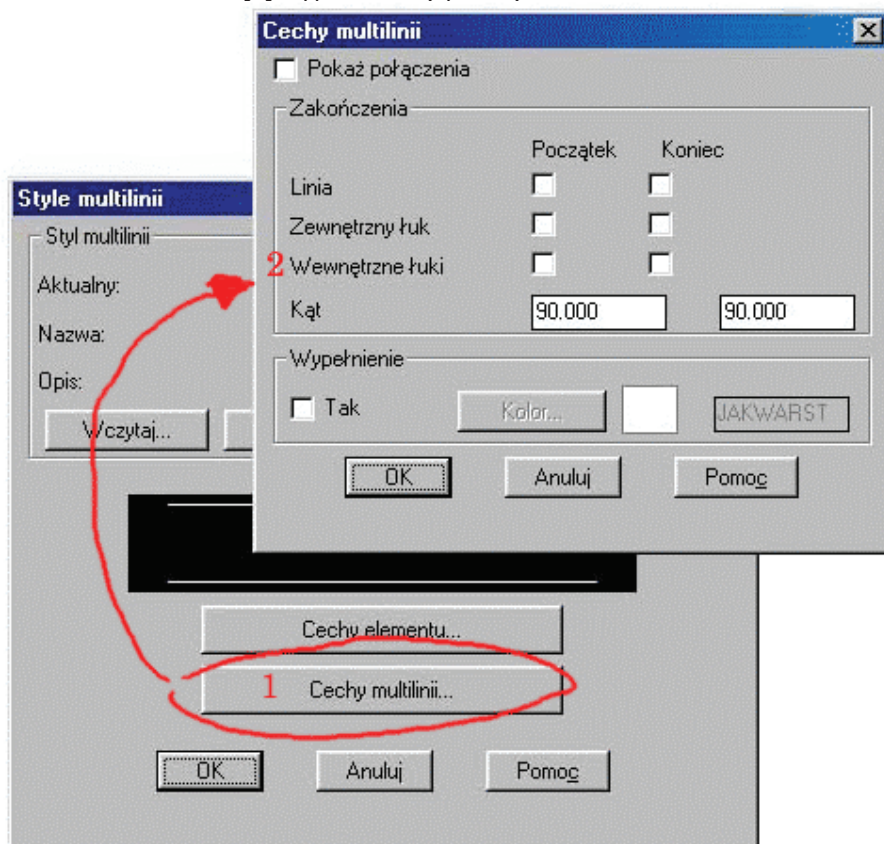 Cechy multilinii
Pokaż połączenia
Zakończenia
Początek Koniec
Linia
Zewnętrzny łuk
2 Wewnętrzne łuki
Kąt 90.000 90.000
Wypełnienie
Tak Kolor... JAKWARST
OK Anuluj Pomoc
Style multilinii
Styl multilinii
Aktualny:
Nazwa:
Opis:
Wczytaj...
Cechy elementu...
1 Cechy multilinii...
OK Anuluj Pomoc